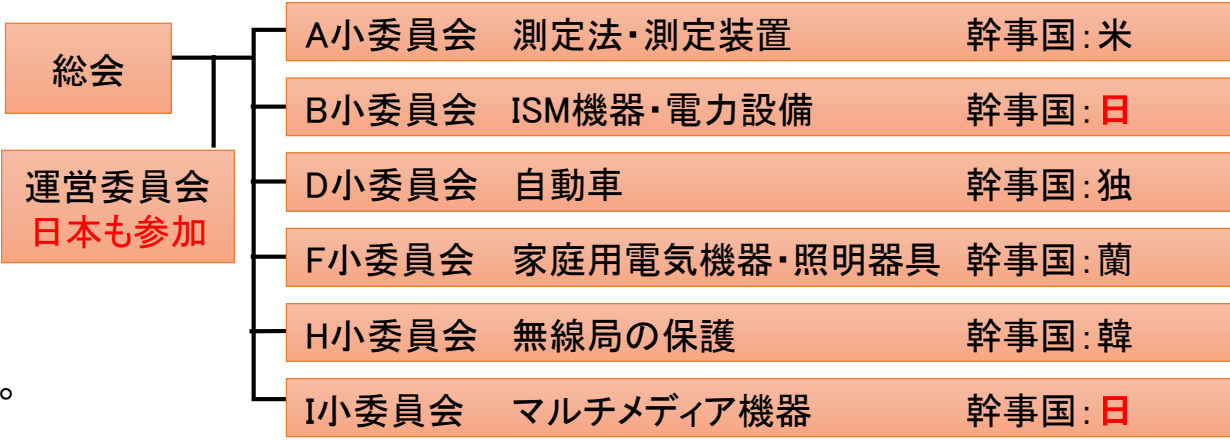 総会
運営委員会
日本も参加
A小委員会 測定法・測定装置 幹事国：米
B小委員会 ISM機器・電力設備 幹事国：日
D小委員会 自動車 幹事国：独
F小委員会 家庭用電気機器・照明器具 幹事国：蘭
H小委員会 無線局の保護 幹事国：韓
I小委員会 マルチメディア機器 幹事国：日
。